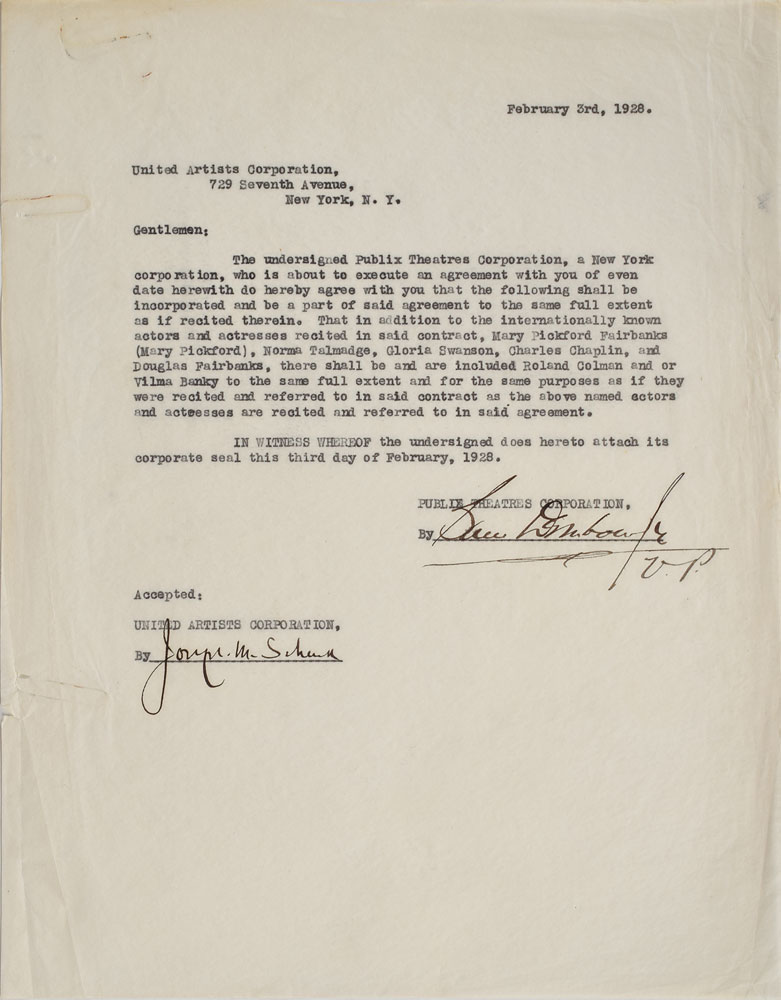 February 3rd, 1928.
United Artists Corporation,
729 Seventh Avenue,
New York, N. Y.
Gentlemen;
The undersigned Publix Theatres Corporation, a New York
corporation, who is about to execute an agreement with you of even
date herewith do hereby agree with you that the following shall be
incorporated and be a part of said agreement to the same full extent
as if recited therein. That in addition to the internationally known
actors and actresses recited in said contract, Mary Pickford Fairbanks
(Mary Pickford), Norma Talmadge, Gloria Swanson, Charles Chaplin, and
Douglas Fairbanks, there shall be and are included Roland Colman and or
Vilma Banky to the same full extent and for the same purposes as if they
were recited and referred to in said contract as the above named actors
and acteesses are recited and referred to in said agreement.
IN WITNESS WHEREOF the undersigned does hereto attach its
corporate seal this third day of February, 1928.
PUBLIX THEATRES CORPORATION,
By Sam Dembow Jr
V.P.
Accepted:
UNITED ARTISTS CORPORATION,
By Joseph M. Schenck